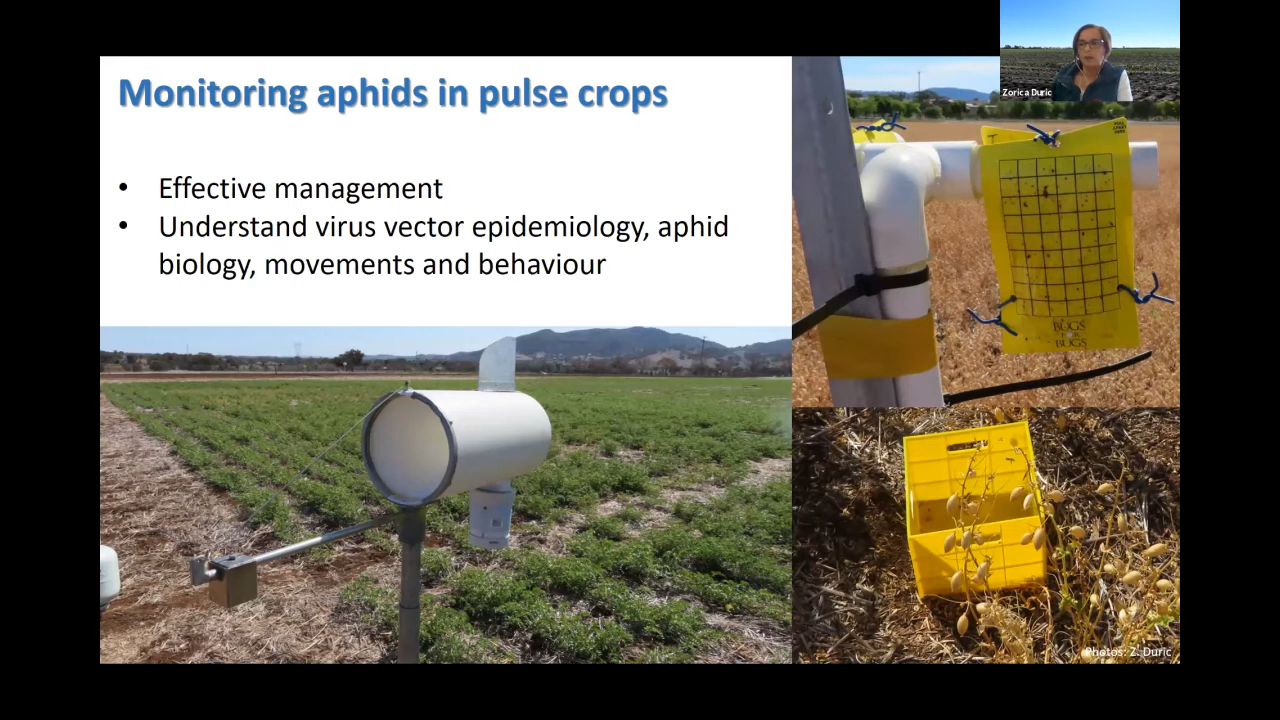 Monitoring aphids in pulse crops
Zorica Duric
• Effective management
• Understand virus vector epidemiology, aphid
biology, movements and behaviour
BUGS
FOR
BUGS
Photos: Z. Duric